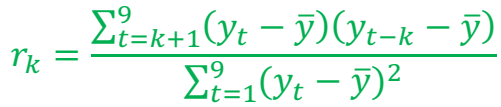 r_k = \frac{\sum_{t=k+1}^{9}(y_t - \bar{y})(y_{t-k} - \bar{y})}{\sum_{t=1}^{9}(y_t - \bar{y})^2}